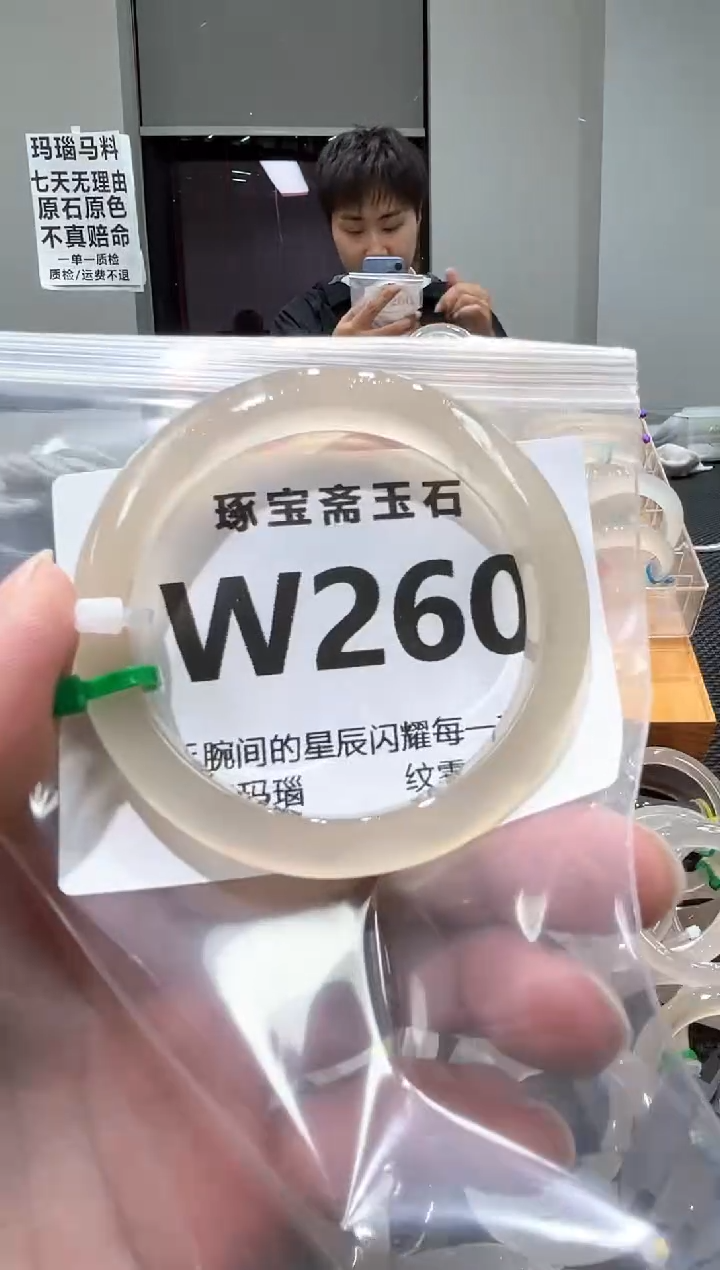 玛瑙马料
七天无理由
原石原色
不真赔命
一单一质检
质检/运费不退
琢宝斋玉石
W260
腕间的星辰闪耀每一
玛瑙
纹